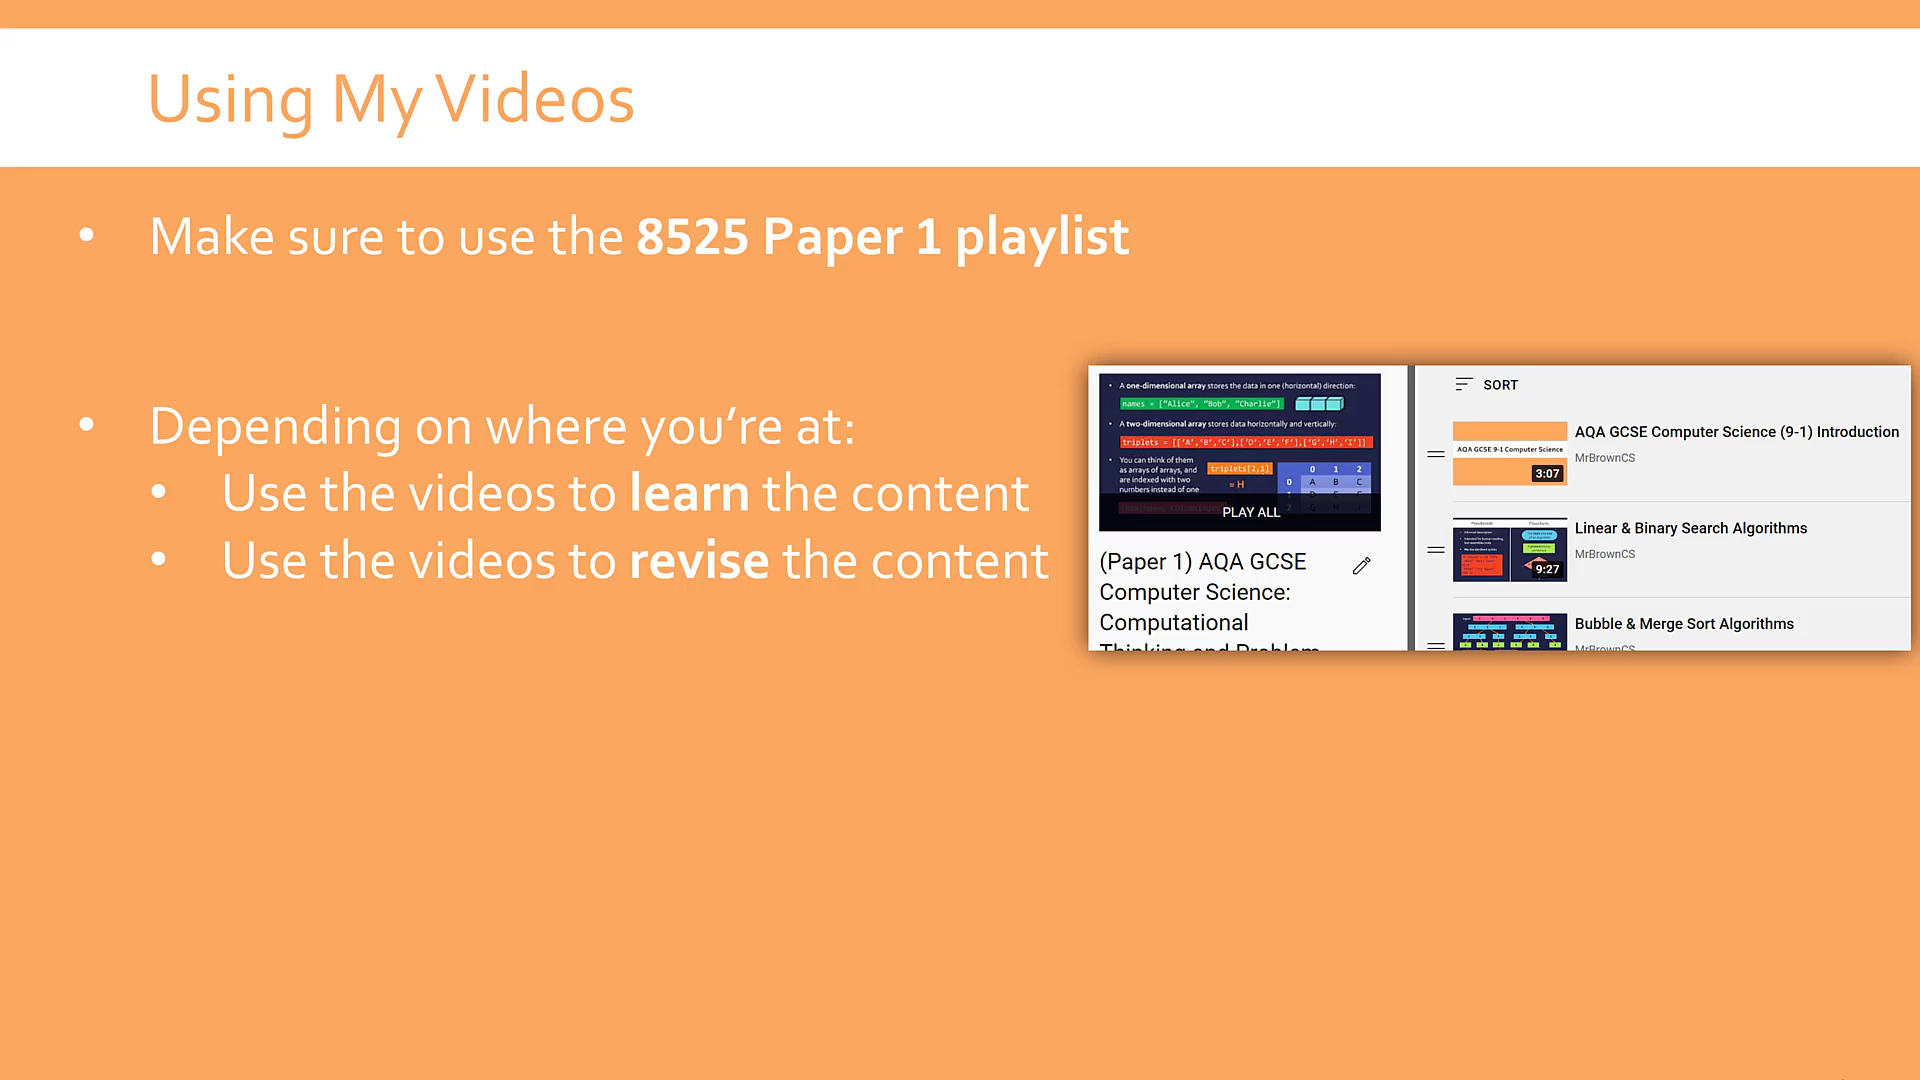 Using My Videos
• Make sure to use the 8525 Paper 1 playlist
• Depending on where you're at:
• Use the videos to learn the content
• Use the videos to revise the content
• A one-dimensional array stores the data in one (horizontal) direction:
names = ["Alice", "Bob", "Charlie"]
• A two-dimensional array stores data horizontally and vertically:
triplets = [['A','B','C'],['D','E','F'],['G','H','I']]
• You can think of them
as arrays of arrays, and
are indexed with two
numbers instead of one
triplets[2,1]
= H
0 1 2
0 A B C
PLAY ALL
(Paper 1) AQA GCSE
Computer Science:
Computational
Thinking and Problem
SORT
AQA GCSE 9-1 Computer Science
3:07
AQA GCSE Computer Science (9-1) Introduction
MrBrownCS
9:27
Linear & Binary Search Algorithms
MrBrownCS
Bubble & Merge Sort Algorithms
MrBrownCS